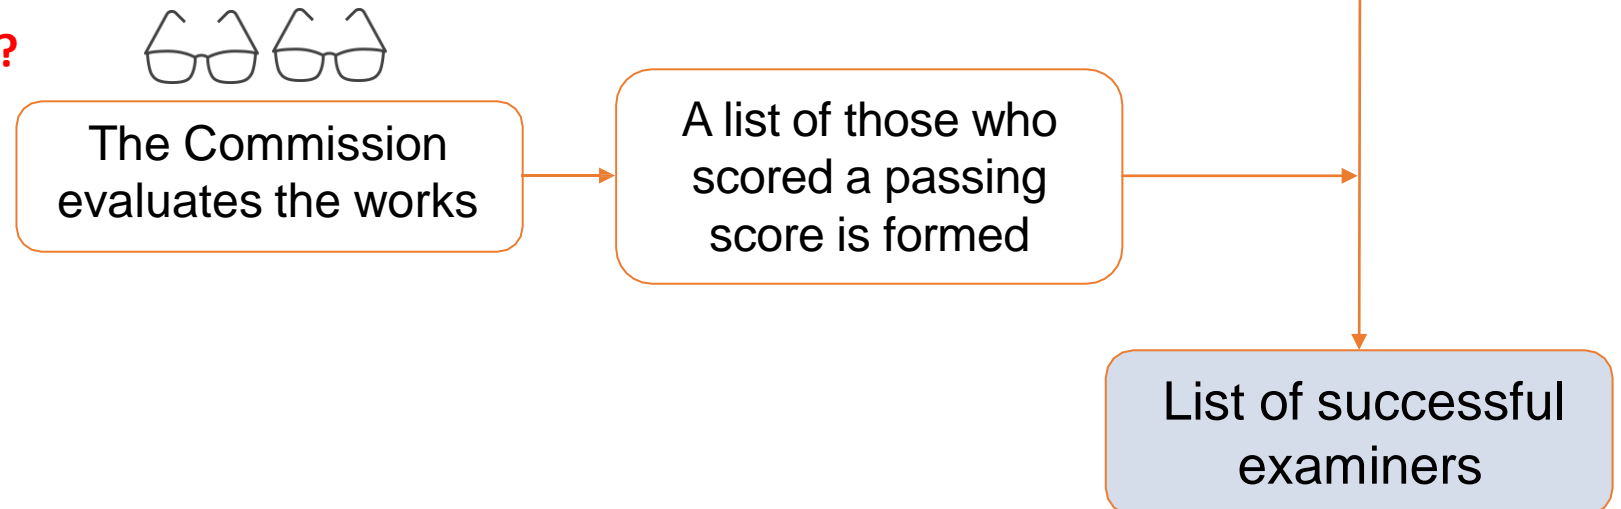 ?
The Commission
evaluates the works
A list of those who
scored a passing
score is formed
List of successful
examiners